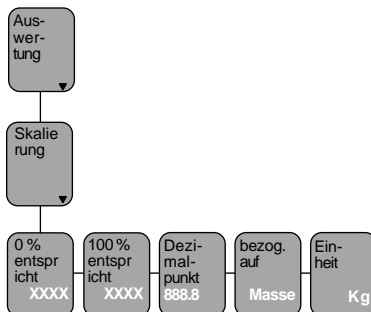 Aus-
wer-
tung
Skalie
rung
0 %
entspr
icht
XXXX
100 %
entspr
icht
XXXX
Dezi-
mal-
punkt
888.8
bezog.
auf
Masse
Ein-
heit
Kg